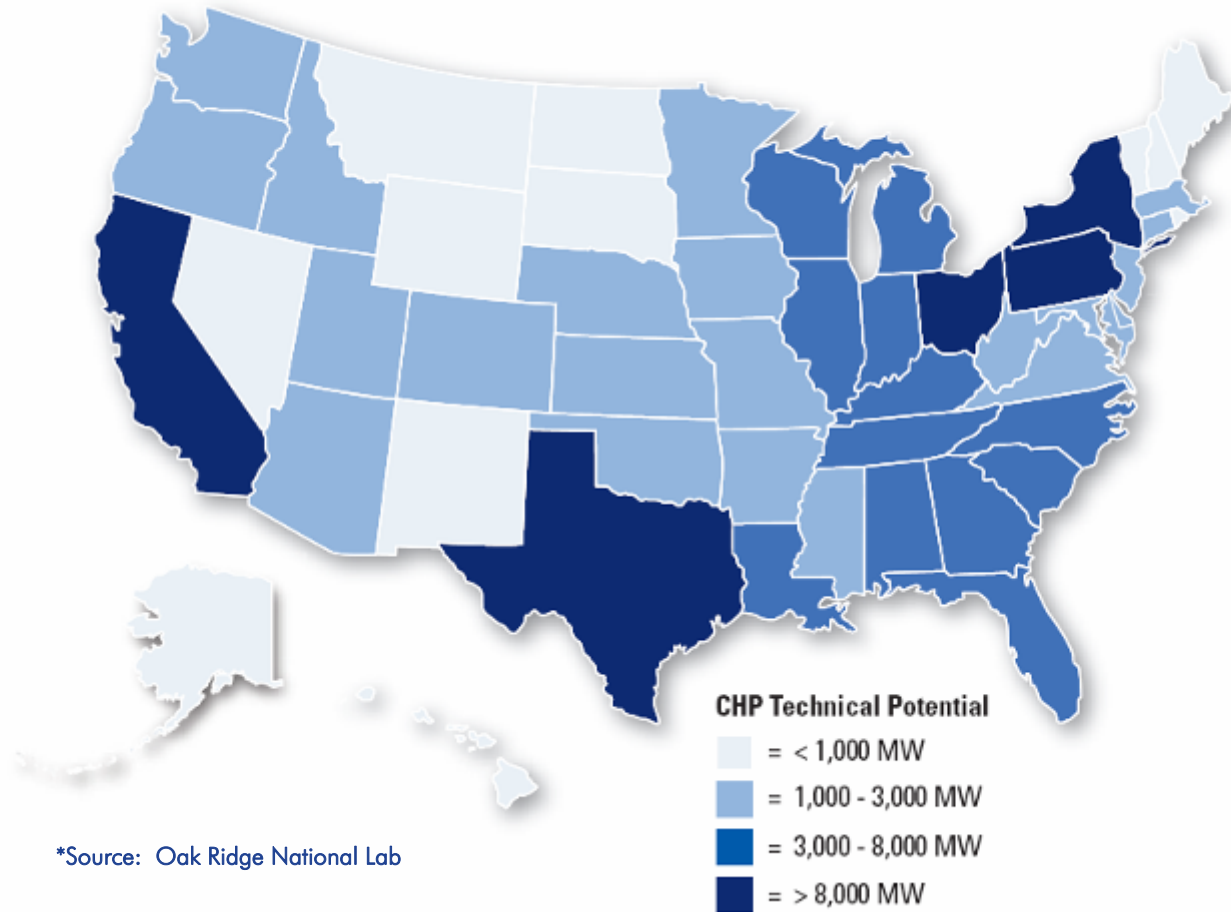 CHP Technical Potential
= < 1,000 MW
= 1,000 - 3,000 MW
= 3,000 - 8,000 MW
= > 8,000 MW
*Source: Oak Ridge National Lab